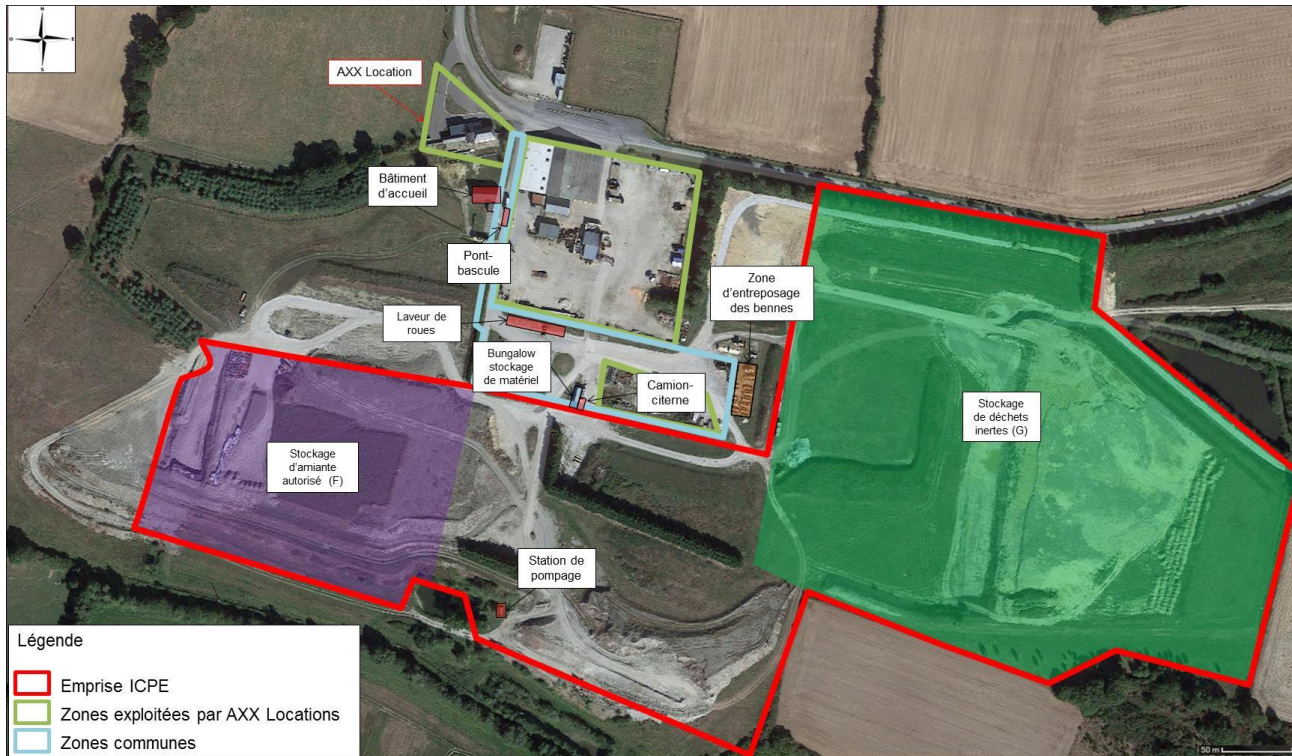 N
O
E
S
AXX Location
Bâtiment
d'accueil
Pont-
bascule
Zone
d'entreposage
des bennes
Laveur de
roues
Bungalow
stockage
de matériel
Camion-
citerne
Stockage
de déchets
inertes (G)
Stockage
d'amiante
autorisé (F)
Station de
pompage
Légende
Emprise ICPE
Zones exploitées par AXX Locations
Zones communes
50 m